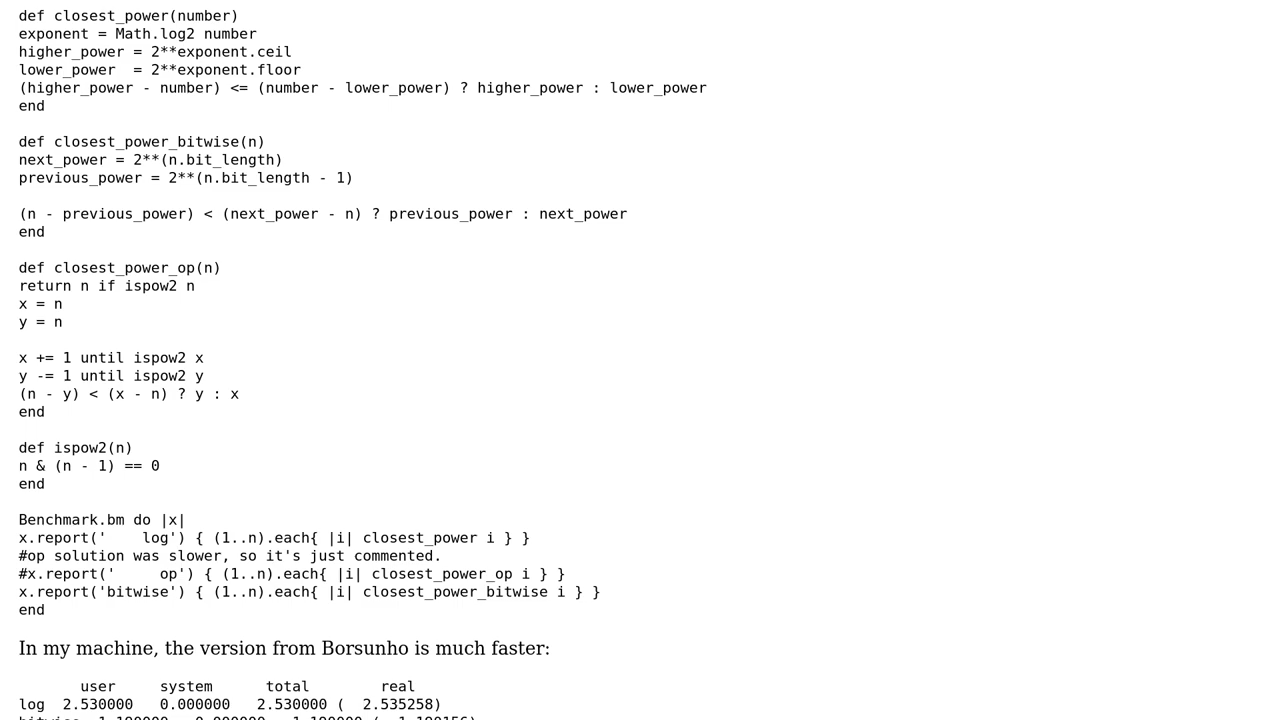 def closest_power(number)
exponent = Math.log2 number
higher_power = 2**exponent.ceil
lower_power  = 2**exponent.floor
(higher_power - number) <= (number - lower_power) ? higher_power : lower_power
end

def closest_power_bitwise(n)
next_power = 2**(n.bit_length)
previous_power = 2**(n.bit_length - 1)

(n - previous_power) < (next_power - n) ? previous_power : next_power
end

def closest_power_op(n)
return n if ispow2 n
x = n
y = n

x += 1 until ispow2 x
y -= 1 until ispow2 y
(n - y) < (x - n) ? y : x
end

def ispow2(n)
n & (n - 1) == 0
end

Benchmark.bm do |x|
x.report('    log') { (1..n).each{ |i| closest_power i } }
#op solution was slower, so it's just commented.
#x.report('     op') { (1..n).each{ |i| closest_power_op i } }
x.report('bitwise') { (1..n).each{ |i| closest_power_bitwise i } }
end

In my machine, the version from Borsunho is much faster:

       user     system      total        real
log  2.530000   0.000000   2.530000 (  2.535258)